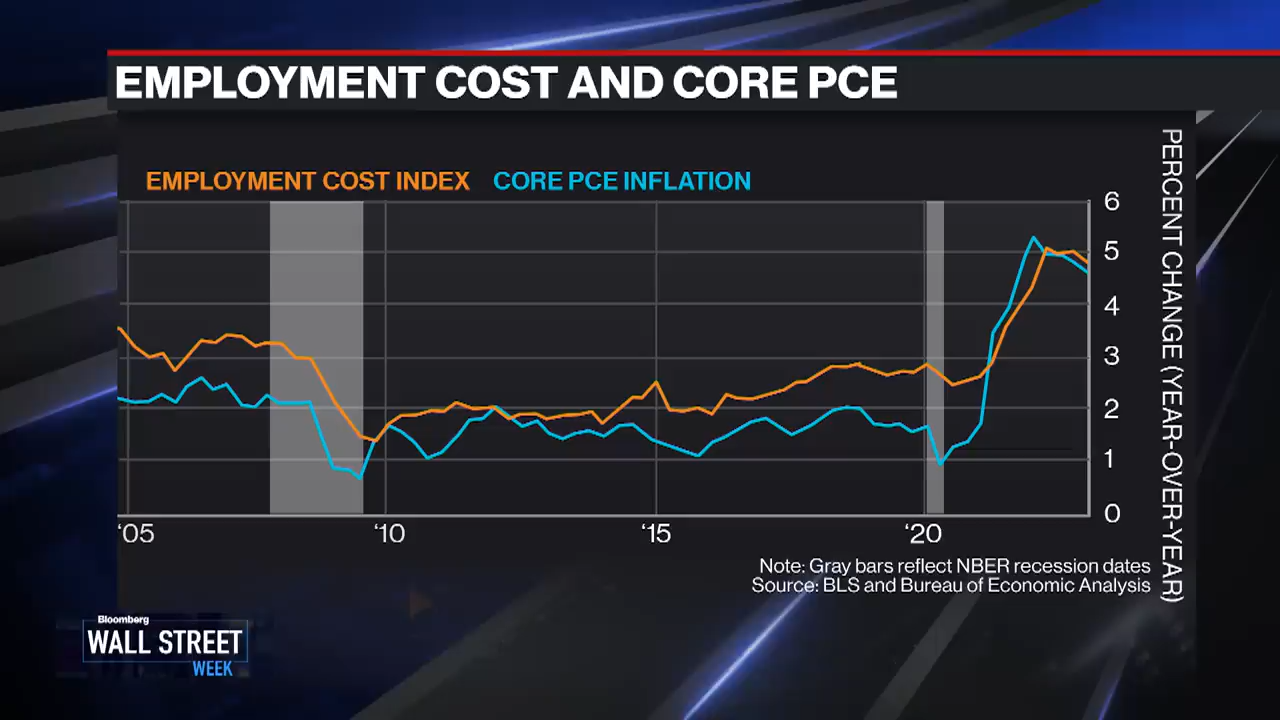 EMPLOYMENT COST AND CORE PCE
EMPLOYMENT COST INDEX CORE PCE INFLATION
6
5
4
3
2
1
0
PERCENT CHANGE (YEAR-OVER-YEAR)
‘05 ‘10 ‘15 ‘20
Note: Gray bars reflect NBER recession dates
Source: BLS and Bureau of Economic Analysis
Bloomberg
WALL STREET
WEEK